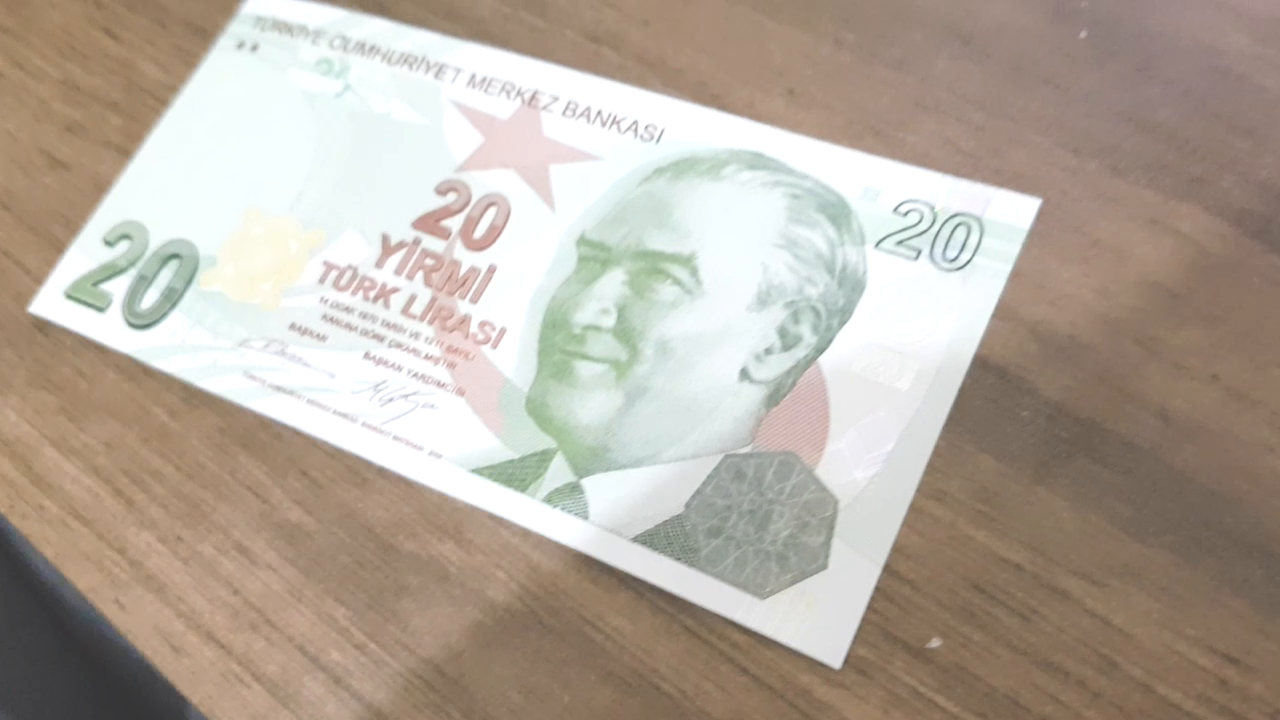 TÜRKİYE CUMHURİYET MERKEZ BANKASI
20
20
YİRMİ
TÜRK LİRASI
14 OCAK 1970 TARİH VE 1211 SAYILI
KANUNA GÖRE ÇIKARILMIŞTIR
BAŞKAN
BAŞKAN YARDIMCISI
20